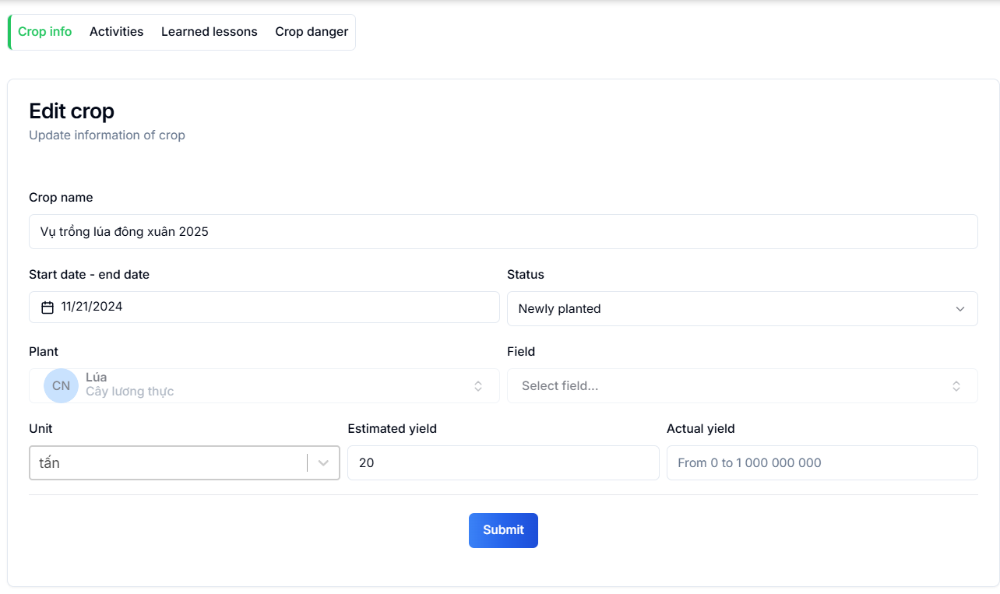 Crop info Activities Learned lessons Crop danger
Edit crop
Update information of crop
Crop name
Vụ trồng lúa đông xuân 2025
Start date - end date Status
11/21/2024 Newly planted
Plant Field
CN Lúa
Cây lương thực
Select field...
Unit Estimated yield Actual yield
tấn 20 From 0 to 1 000 000 000
Submit